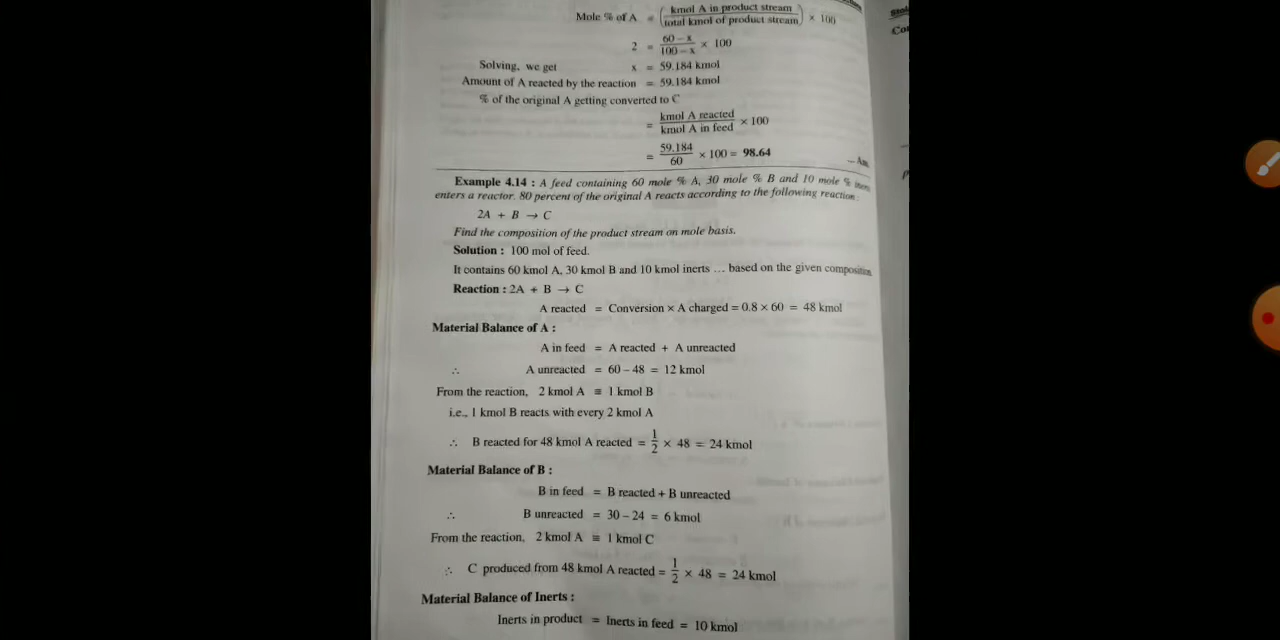 Mole % of A = (kmol A in product stream / total kmol of product stream) × 100
2 = 60 – x / 100 – x × 100
Solving, we get x = 59.184 kmol
Amount of A reacted by the reaction = 59.184 kmol
% of the original A getting converted to C
= kmol A reacted / kmol A in feed × 100
= 59.184 / 60 × 100 = 98.64
Example 4.14 : A feed containing 60 mole % A, 30 mole % B and 10 mole %
enters a reactor. 80 percent of the original A reacts according to the following reaction
2A + B → C
Find the composition of the product stream on mole basis.
Solution : 100 mol of feed.
It contains 60 kmol A, 30 kmol B and 10 kmol inerts ... based on the given composition
Reaction : 2A + B → C
A reacted = Conversion × A charged = 0.8 × 60 = 48 kmol
Material Balance of A :
A in feed = A reacted + A unreacted
∴ A unreacted = 60 – 48 = 12 kmol
From the reaction, 2 kmol A ≡ 1 kmol B
i.e., 1 kmol B reacts with every 2 kmol A
∴ B reacted for 48 kmol A reacted = 1/2 × 48 = 24 kmol
Material Balance of B :
B in feed = B reacted + B unreacted
∴ B unreacted = 30 – 24 = 6 kmol
From the reaction, 2 kmol A ≡ 1 kmol C
∴ C produced from 48 kmol A reacted = 1/2 × 48 = 24 kmol
Material Balance of Inerts :
Inerts in product = Inerts in feed = 10 kmol